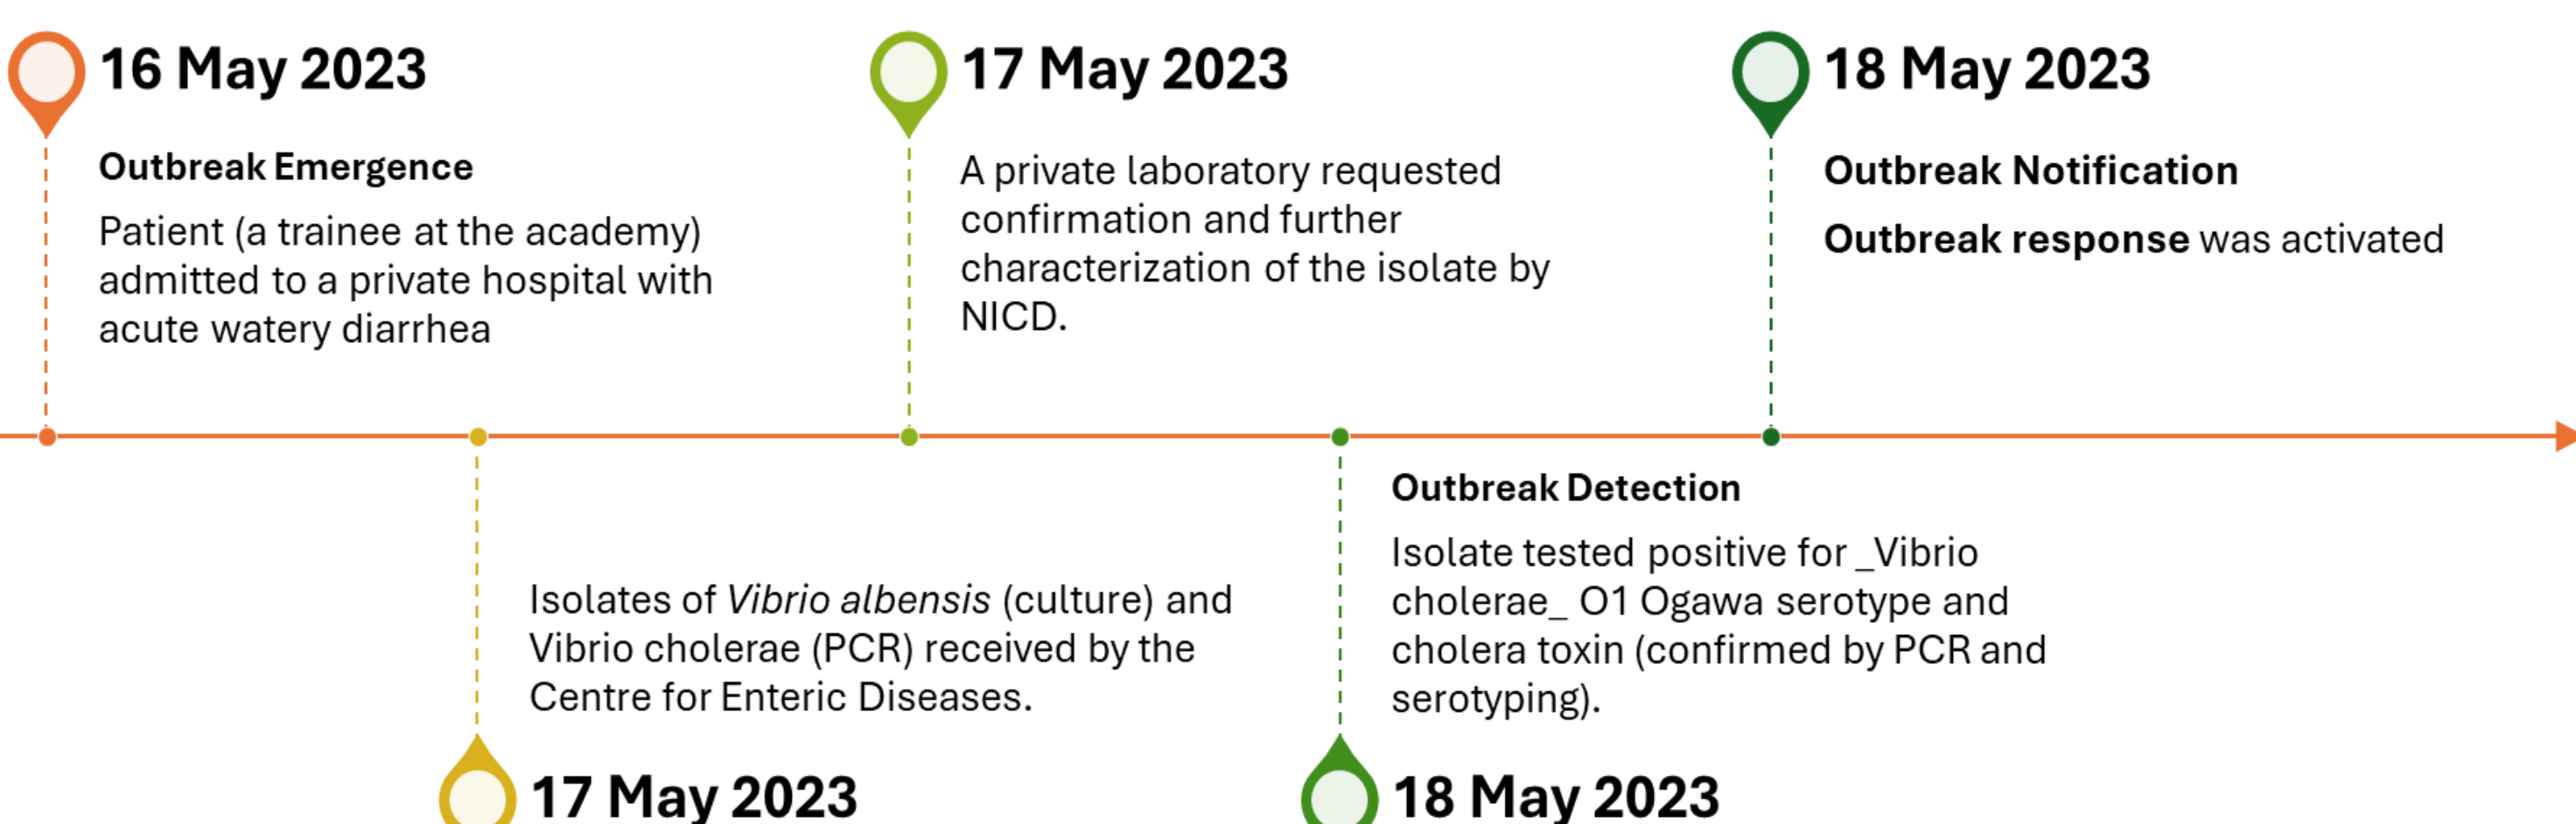 16 May 2023
Outbreak Emergence
Patient (a trainee at the academy)
admitted to a private hospital with
acute watery diarrhea
17 May 2023
Isolates of Vibrio albensis (culture) and
Vibrio cholerae (PCR) received by the
Centre for Enteric Diseases.
17 May 2023
A private laboratory requested
confirmation and further
characterization of the isolate by
NICD.
18 May 2023
Outbreak Detection
Isolate tested positive for _Vibrio
cholerae_ O1 Ogawa serotype and
cholera toxin (confirmed by PCR and
serotyping).
18 May 2023
Outbreak Notification
Outbreak response was activated